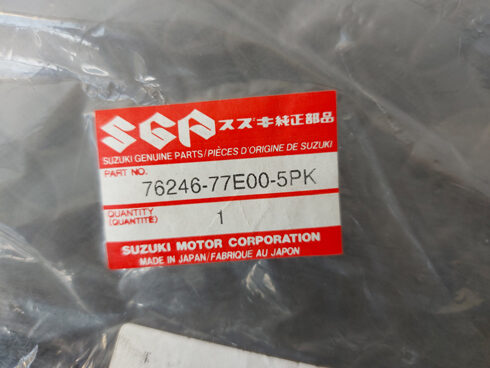 SGP スズキ純正部品
SUZUKI GENUINE PARTS/PIÈCES D'ORIGINE DE SUZUKI
PART NO.
76246-77E00-5PK
QUANTITY
(QUANTITÉ)
1
SUZUKI MOTOR CORPORATION
MADE IN JAPAN/FABRIQUE AU JAPON